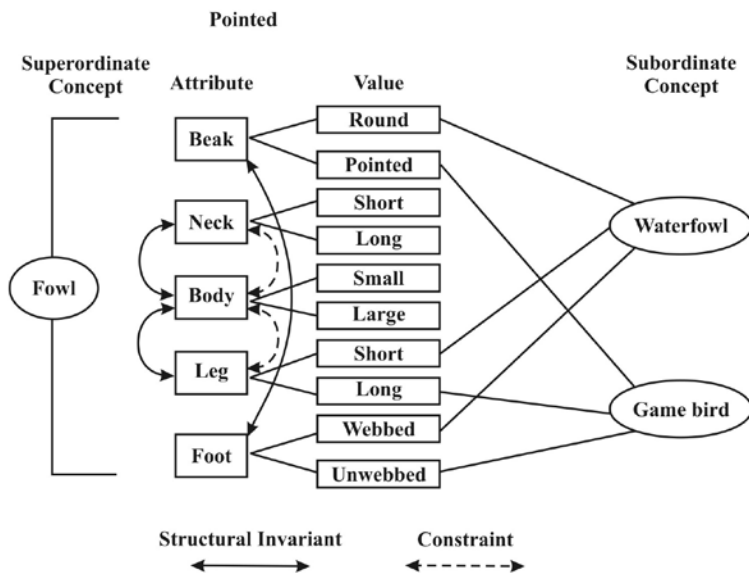 Pointed
Superordinate
Concept
Attribute
Value
Subordinate
Concept
Beak
Round
Pointed
Neck
Short
Long
Waterfowl
Fowl
Body
Small
Large
Leg
Short
Long
Game bird
Foot
Webbed
Unwebbed
Structural Invariant
Constraint